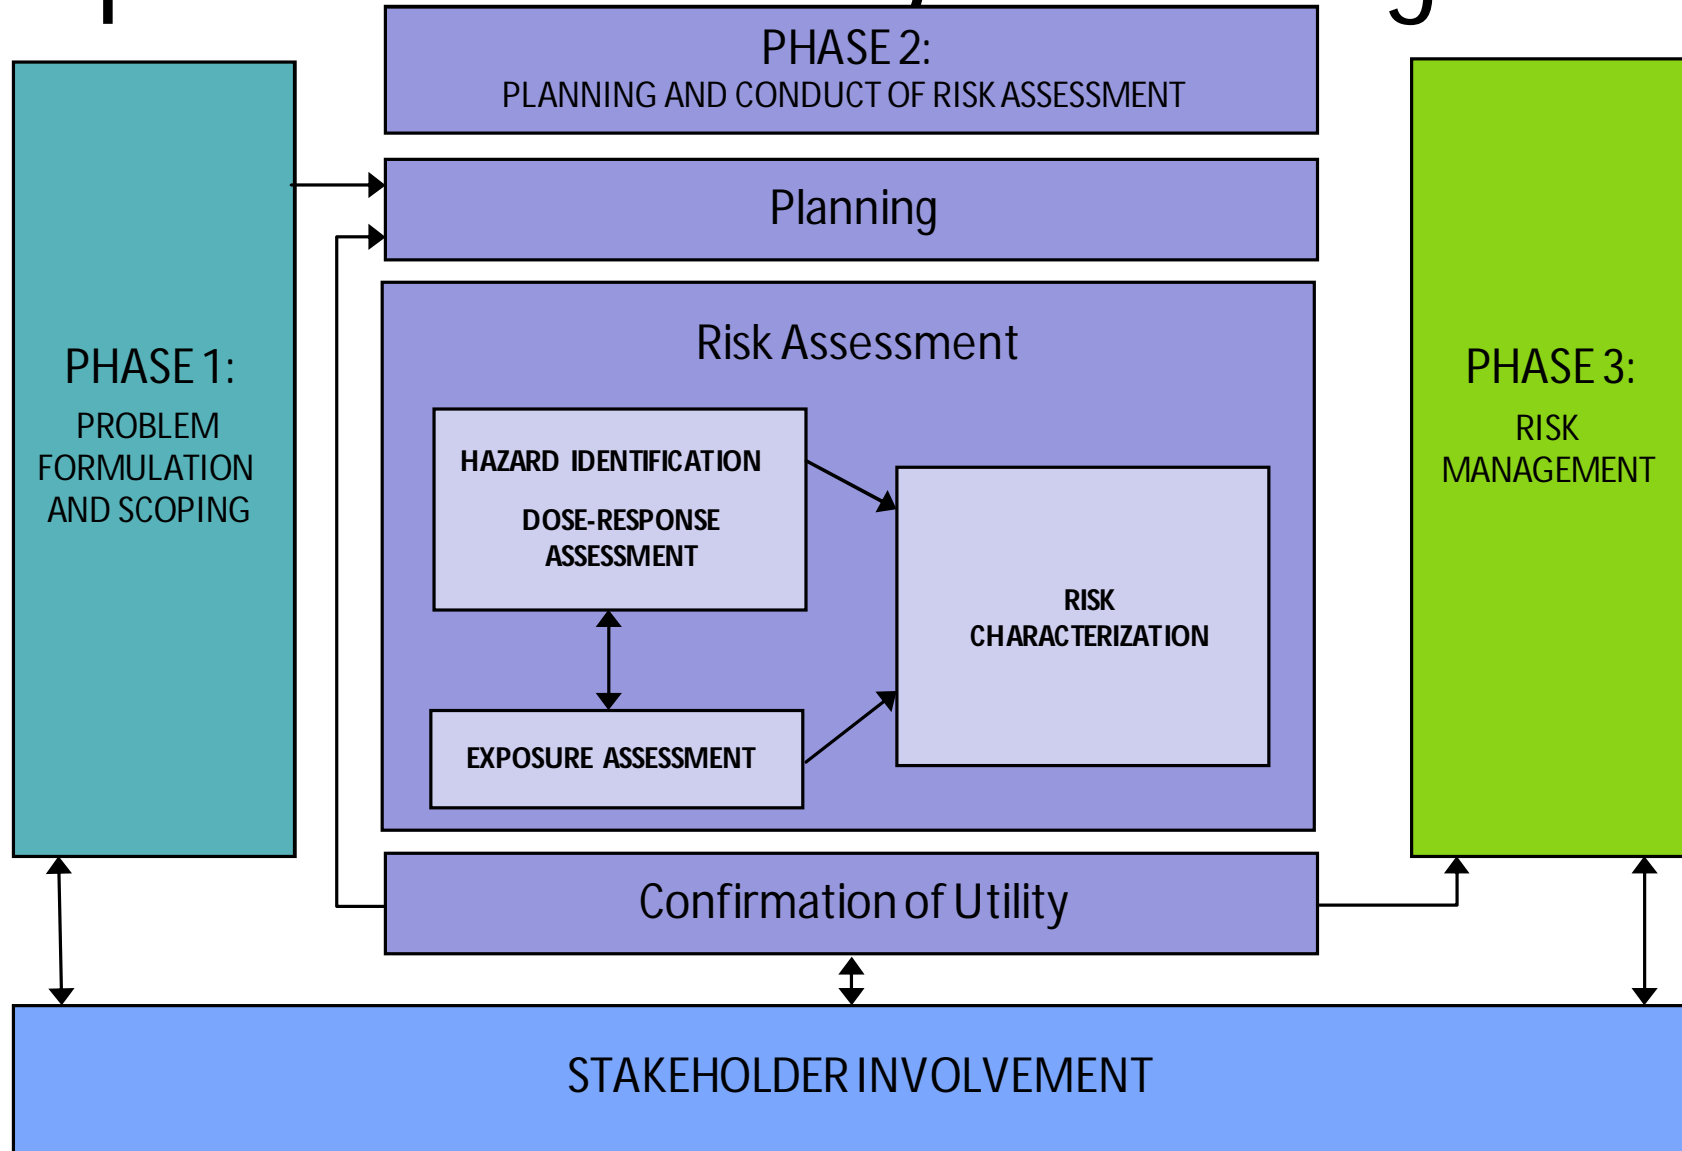 PHASE 2:
PLANNING AND CONDUCT OF RISK ASSESSMENT
Planning
PHASE 1:
PROBLEM
FORMULATION
AND SCOPING
Risk Assessment
HAZARD IDENTIFICATION
DOSE-RESPONSE
ASSESSMENT
EXPOSURE ASSESSMENT
RISK
CHARACTERIZATION
PHASE 3:
RISK
MANAGEMENT
Confirmation of Utility
STAKEHOLDER INVOLVEMENT